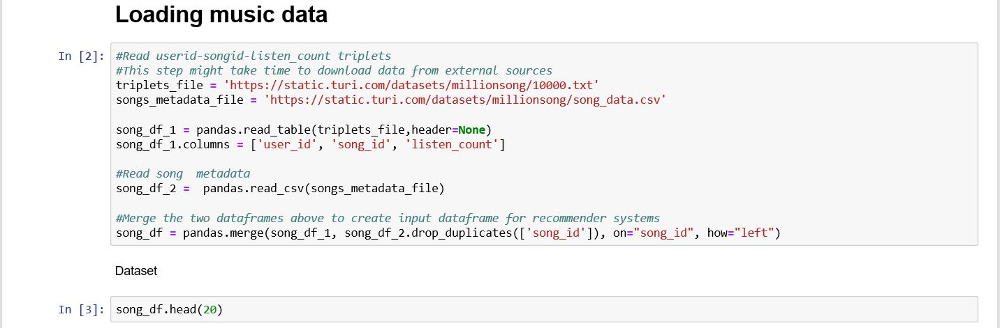 Loading music data
In [2]:
#Read userid-songid-listen_count triplets
#This step might take time to download data from external sources
triplets_file = 'https://static.turi.com/datasets/millionsong/10000.txt'
songs_metadata_file = 'https://static.turi.com/datasets/millionsong/song_data.csv'
song_df_1 = pandas.read_table(triplets_file,header=None)
song_df_1.columns = ['user_id', 'song_id', 'listen_count']
#Read song  metadata
song_df_2 =  pandas.read_csv(songs_metadata_file)
#Merge the two dataframes above to create input dataframe for recommender systems
song_df = pandas.merge(song_df_1, song_df_2.drop_duplicates(['song_id']), on="song_id", how="left")
Dataset
In [3]:
song_df.head(20)